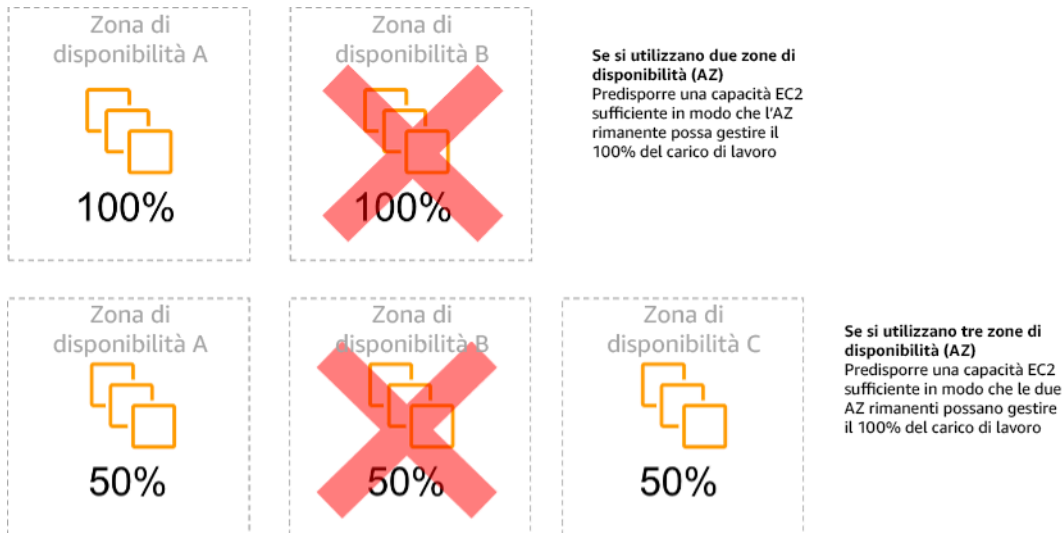 Zona di
disponibilità A
100%
Zona di
disponibilità B
100%
Se si utilizzano due zone di
disponibilità (AZ)
Predisporre una capacità EC2
sufficiente in modo che l'AZ
rimanente possa gestire il
100% del carico di lavoro
Zona di
disponibilità A
50%
Zona di
disponibilità B
50%
Zona di
disponibilità C
50%
Se si utilizzano tre zone di
disponibilità (AZ)
Predisporre una capacità EC2
sufficiente in modo che le due
AZ rimanenti possano gestire
il 100% del carico di lavoro